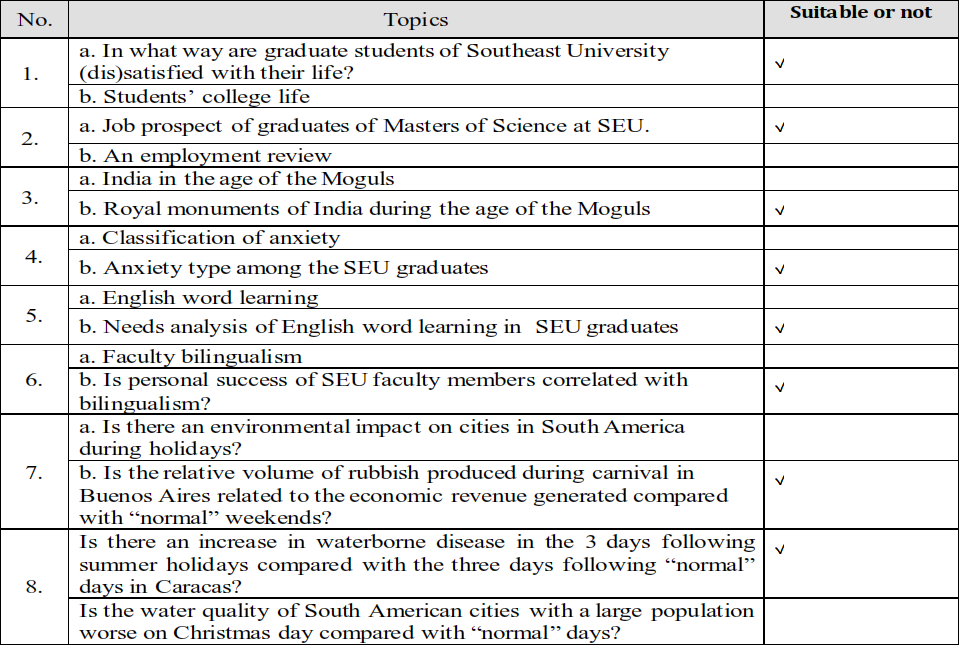 No. Topics Suitable or not
1.
a. In what way are graduate students of Southeast University
(dis)satisfied with their life?
√
b. Students’ college life
2.
a. Job prospect of graduates of Masters of Science at SEU.
√
b. An employment review
3.
a. India in the age of the Moguls
b. Royal monuments of India during the age of the Moguls
√
4.
a. Classification of anxiety
b. Anxiety type among the SEU graduates
√
5.
a. English word learning
b. Needs analysis of English word learning in SEU graduates
√
6.
a. Faculty bilingualism
b. Is personal success of SEU faculty members correlated with
bilingualism?
√
7.
a. Is there an environmental impact on cities in South America
during holidays?
b. Is the relative volume of rubbish produced during carnival in
Buenos Aires related to the economic revenue generated compared
with “normal” weekends?
√
8.
Is there an increase in waterborne disease in the 3 days following
summer holidays compared with the three days following “normal”
days in Caracas?
√
Is the water quality of South American cities with a large population
worse on Christmas day compared with “normal” days?